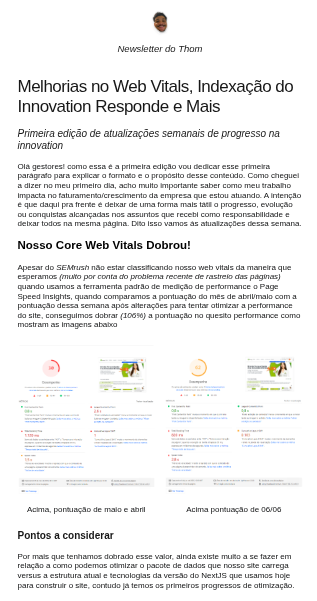 Newsletter do Thom
Melhorias no Web Vitals, Indexação do
Innovation Responde e Mais
Primeira edição de atualizações semanais de progresso na
innovation
Olá gestores! como essa é a primeira edição vou dedicar esse primeira
parágrafo para explicar o formato e o propósito desse conteúdo. Como cheguei
a dizer no meu primeiro dia, acho muito importante saber como meu trabalho
impacta no faturamento/crescimento da empresa que estou atuando. A intenção
é que daqui pra frente é deixar de uma forma mais tátil o progresso, evolução
ou conquistas alcançadas nos assuntos que recebi como responsabilidade e
deixar todos na mesma página. Dito isso vamos às atualizações dessa semana.
Nosso Core Web Vitals Dobrou!
Apesar do SEMrush não estar classificando nosso web vitals da maneira que
esperamos (muito por conta do problema recente de rastreio das páginas)
quando usamos a ferramenta padrão de medição de performance o Page
Speed Insights, quando comparamos a pontuação do mês de abril/maio com a
pontuação dessa semana após alterações para tentar otimizar a performance
do site, conseguimos dobrar (106%) a pontuação no quesito performance como
mostram as imagens abaixo
Acima, pontuação de maio e abril
Acima pontuação de 06/06
Pontos a considerar
Por mais que tenhamos dobrado esse valor, ainda existe muito a se fazer em
relação a como podemos otimizar o pacote de dados que nosso site carrega
versus a estrutura atual e tecnologias da versão do NextJS que usamos hoje
para construir o site, contudo já temos os primeiros progressos de otimização.